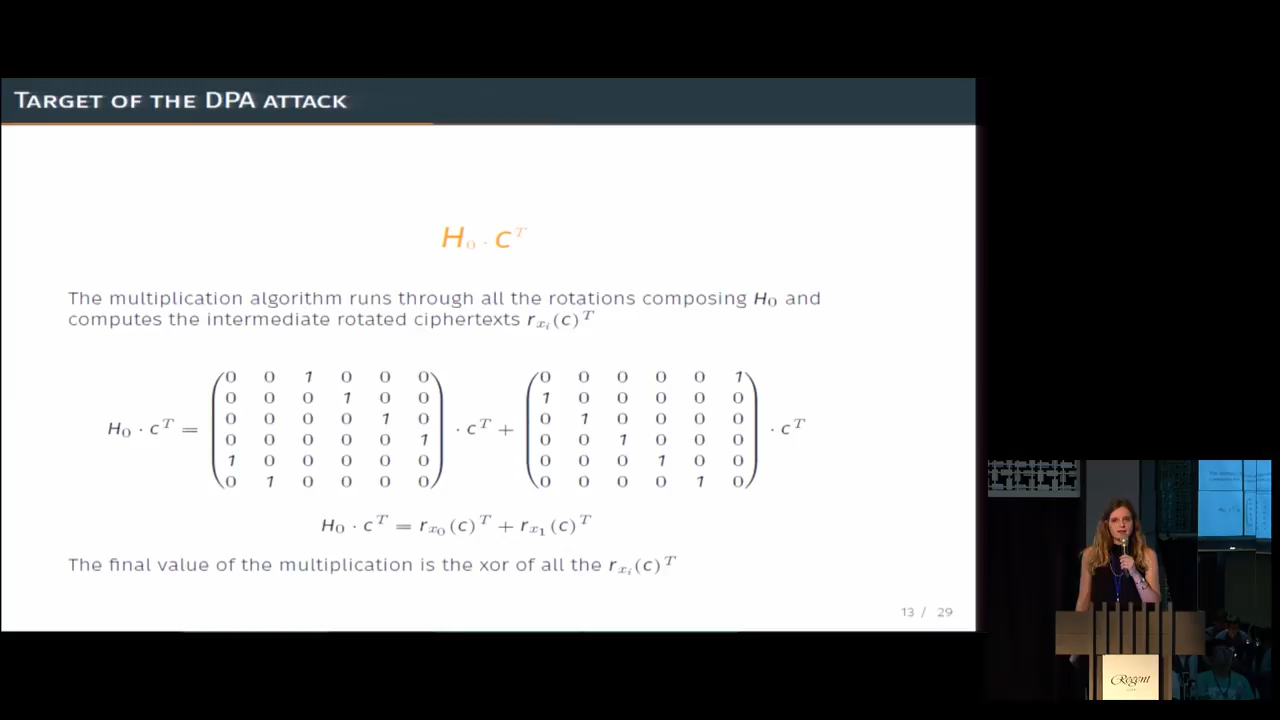 TARGET OF THE DPA ATTACK
H₀ · cᵀ
The multiplication algorithm runs through all the rotations composing H₀ and
computes the intermediate rotated ciphertexts r_{x_i}(c)ᵀ
H₀ · cᵀ = (0 0 1 0 0 0
0 0 0 1 0 0
0 0 0 0 1 0
0 0 0 0 0 1
1 0 0 0 0 0
0 1 0 0 0 0) · cᵀ + (0 0 0 0 0 1
1 0 0 0 0 0
0 1 0 0 0 0
0 0 1 0 0 0
0 0 0 1 0 0
0 0 0 0 1 0) · cᵀ
H₀ · cᵀ = r_{x_0}(c)ᵀ + r_{x_1}(c)ᵀ
The final value of the multiplication is the xor of all the r_{x_i}(c)ᵀ
13 / 29
Regent